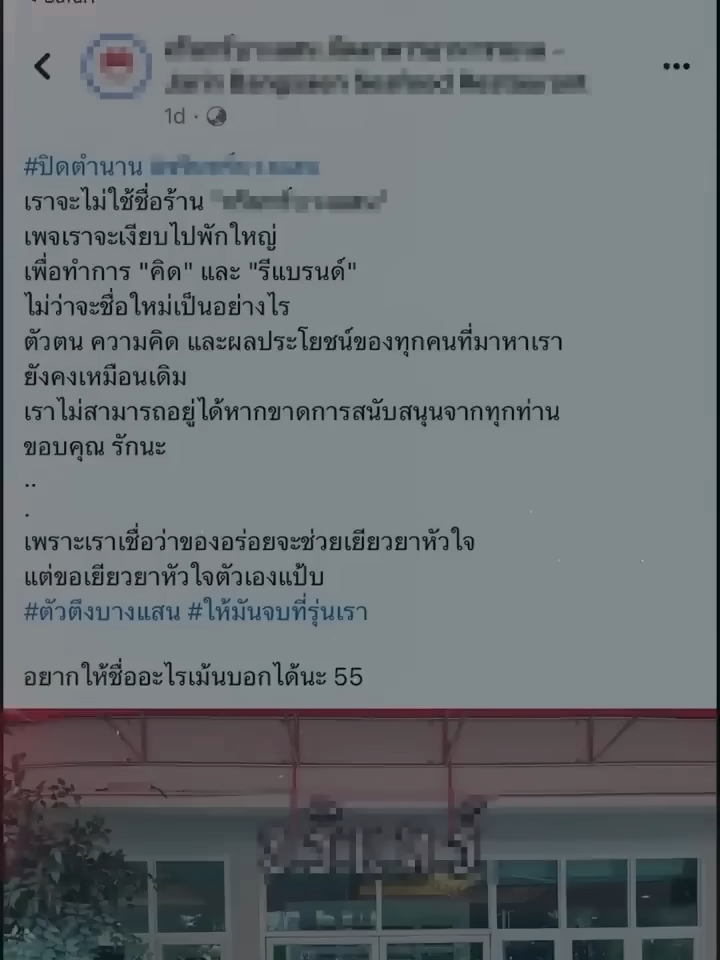 1d
#ปิดตำนาน
เราจะไม่ใช้ชื่อร้าน
เพจเราจะเงียบไปพักใหญ่
เพื่อทำการ "คิด" และ "รีแบรนด์"
ไม่ว่าจะชื่อใหม่เป็นอย่างไร
ตัวตน ความคิด และผลประโยชน์ของทุกคนที่มาหาเรา
ยังคงเหมือนเดิม
เราไม่สามารถอยู่ได้หากขาดการสนับสนุนจากทุกท่าน
ขอบคุณ รักนะ
..
.
เพราะเราเชื่อว่าของอร่อยจะช่วยเยียวยาหัวใจ
แต่ขอเยียวยาหัวใจตัวเองแป้บ
#ตัวตึงบางแสน #ให้มันจบที่รุ่นเรา
อยากให้ชื่ออะไรเม้นบอกได้นะ 55